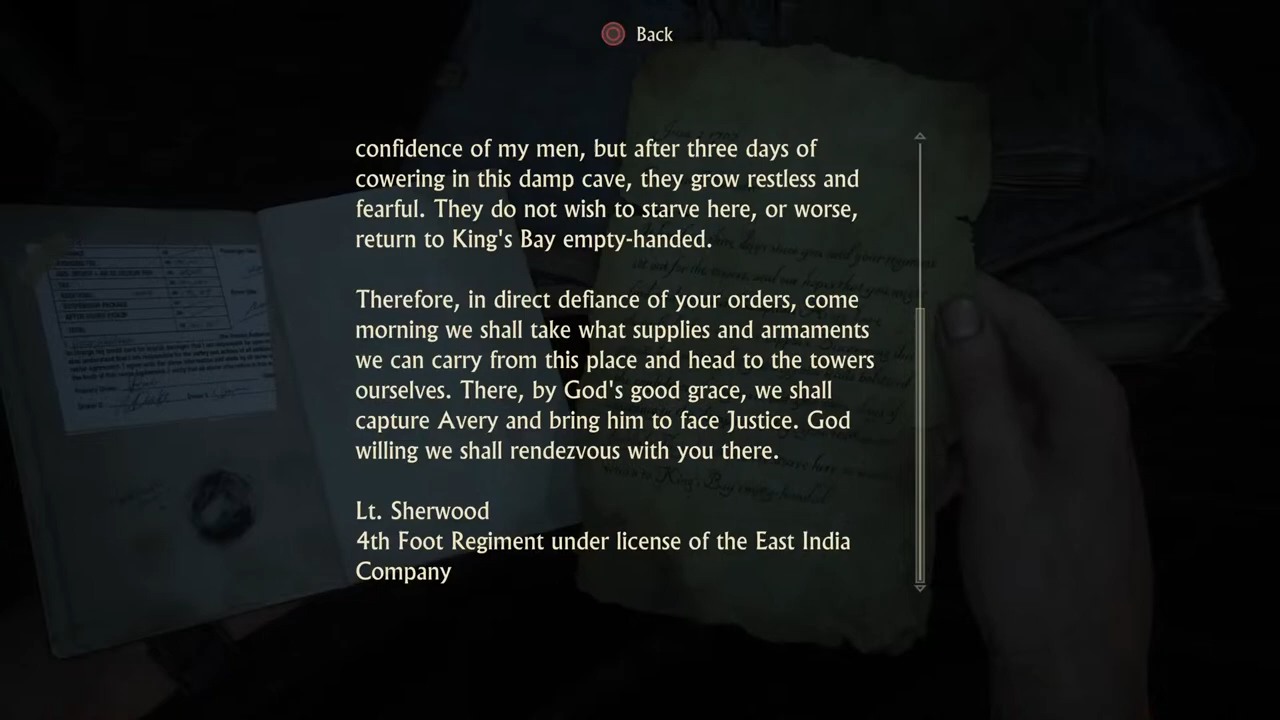 Back
confidence of my men, but after three days of
cowering in this damp cave, they grow restless and
fearful. They do not wish to starve here, or worse,
return to King's Bay empty-handed.
Therefore, in direct defiance of your orders, come
morning we shall take what supplies and armaments
we can carry from this place and head to the towers
ourselves. There, by God's good grace, we shall
capture Avery and bring him to face Justice. God
willing we shall rendezvous with you there.
Lt. Sherwood
4th Foot Regiment under license of the East India
Company